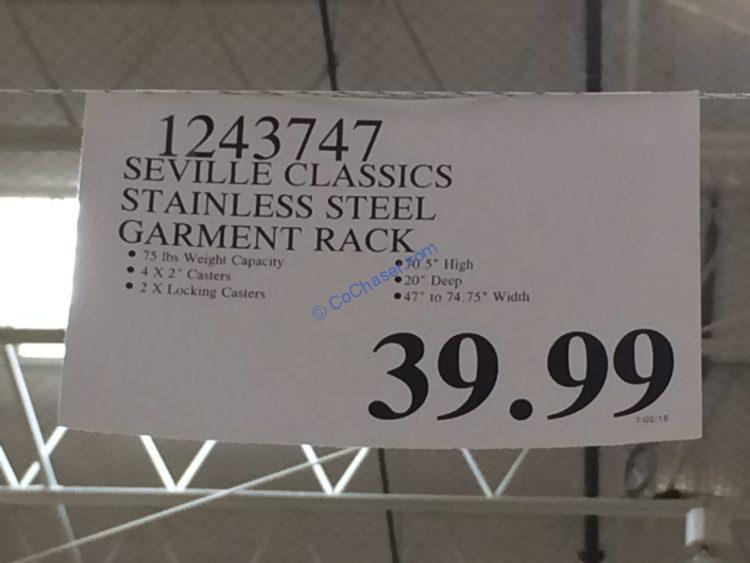 1243747
SEVILLE CLASSICS
STAINLESS STEEL
GARMENT RACK
• 75 lbs Weight Capacity
• 4 X 2" Casters
• 2 X Locking Casters
• 70.5" High
• 20" Deep
• 47" to 74.75" Width
© CoChaser.com
39.99
7/02/18